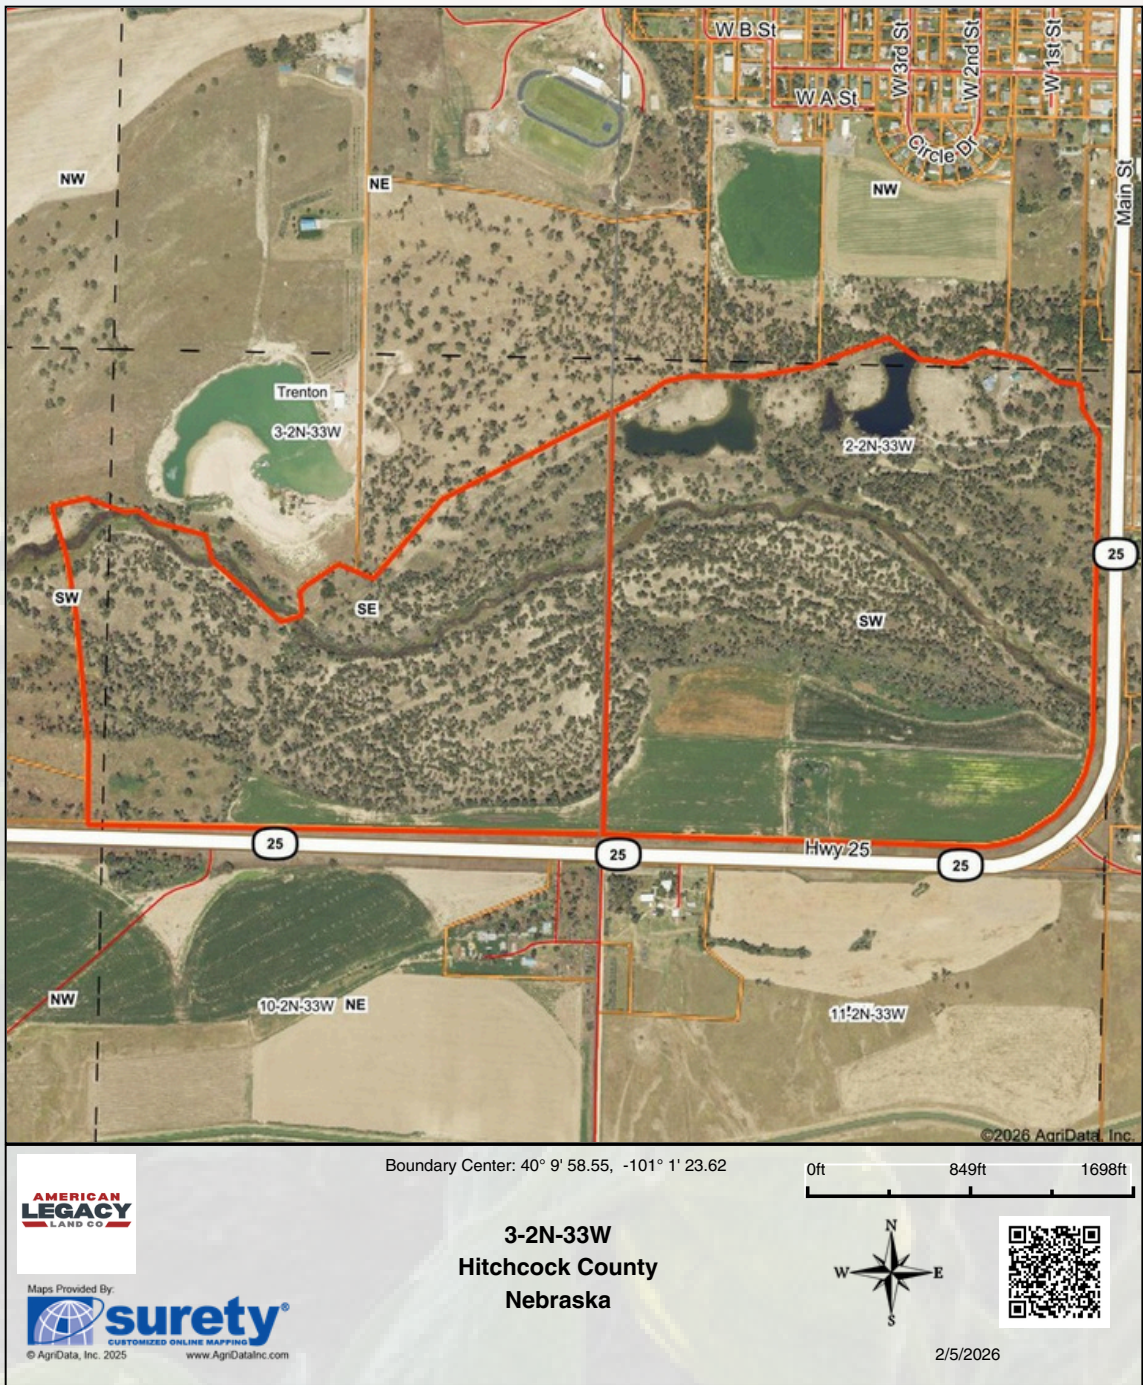 W B St
W 3rd St
W 2nd St
W 1st St
W A St
Circle Dr
Main St
NW
NE
NW
Trenton
3-2N-33W
2-2N-33W
25
SW
SE
SW
25
25
Hwy 25
25
NW
10-2N-33W NE
11-2N-33W
©2026 AgriData, Inc.
Boundary Center: 40° 9' 58.55, -101° 1' 23.62
0ft 849ft 1698ft
AMERICAN
LEGACY
LAND CO
3-2N-33W
Hitchcock County
Nebraska
N
W E
S
Maps Provided By:
surety®
CUSTOMIZED ONLINE MAPPING
© AgriData, Inc. 2025 www.AgriDataInc.com
2/5/2026